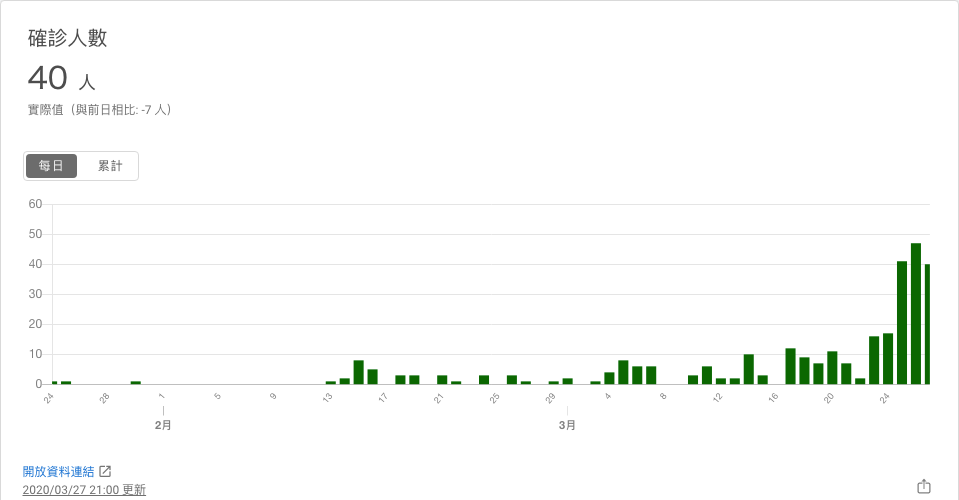 確診人數
40 人
實際值（與前日相比: -7 人）
每日 累計
60
50
40
30
20
10
0
24 28 1 5 9 13 17 21 25 29 4 8 12 16 20 24
2月 3月
開放資料連結
2020/03/27 21:00 更新